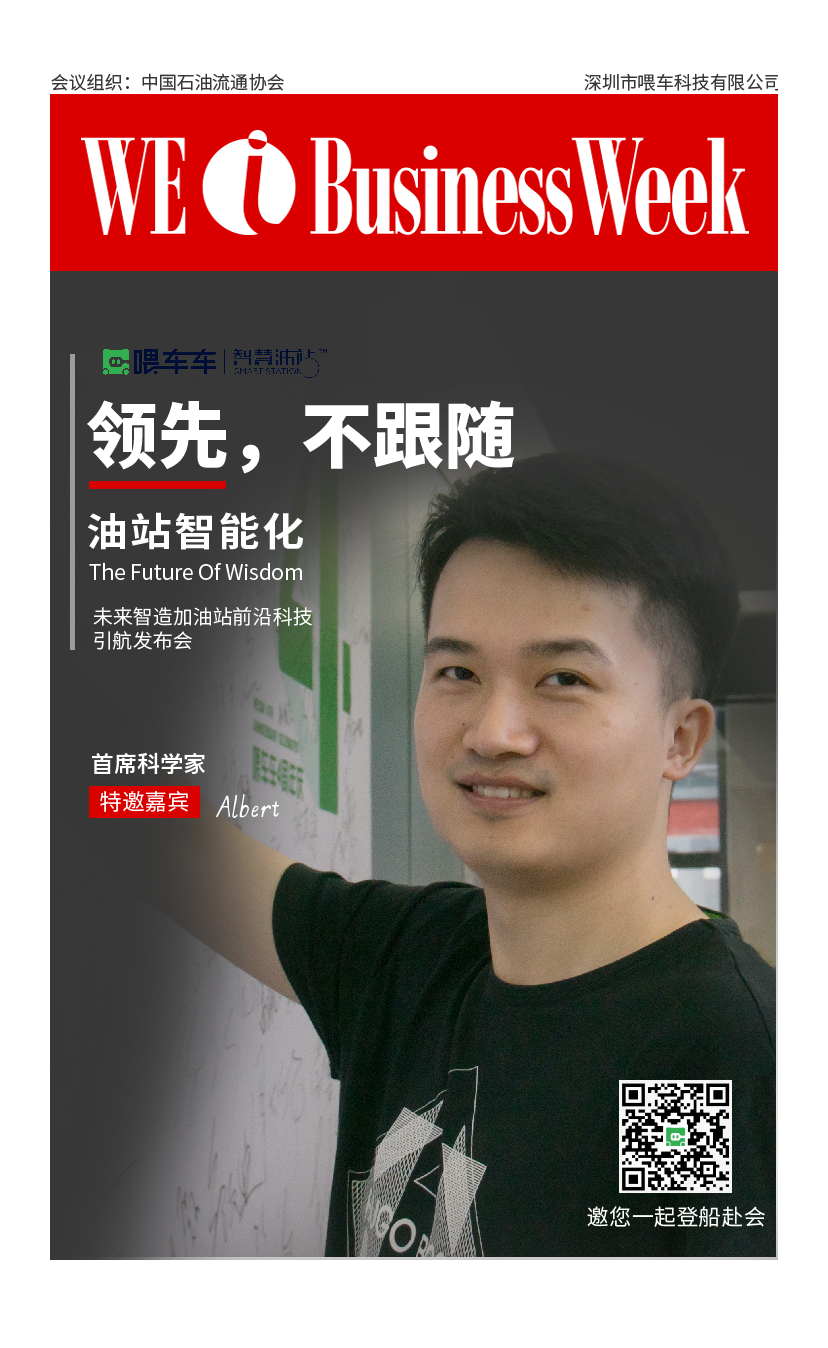 会议组织：中国石油流通协会
深圳市喂车科技有限公司
WE i BusinessWeek
喂车车 智慧油站™
SMART STATION
领先，不跟随
油站智能化
The Future Of Wisdom
未来智造加油站前沿科技
引航发布会
首席科学家
特邀嘉宾 Albert
邀您一起登船赴会